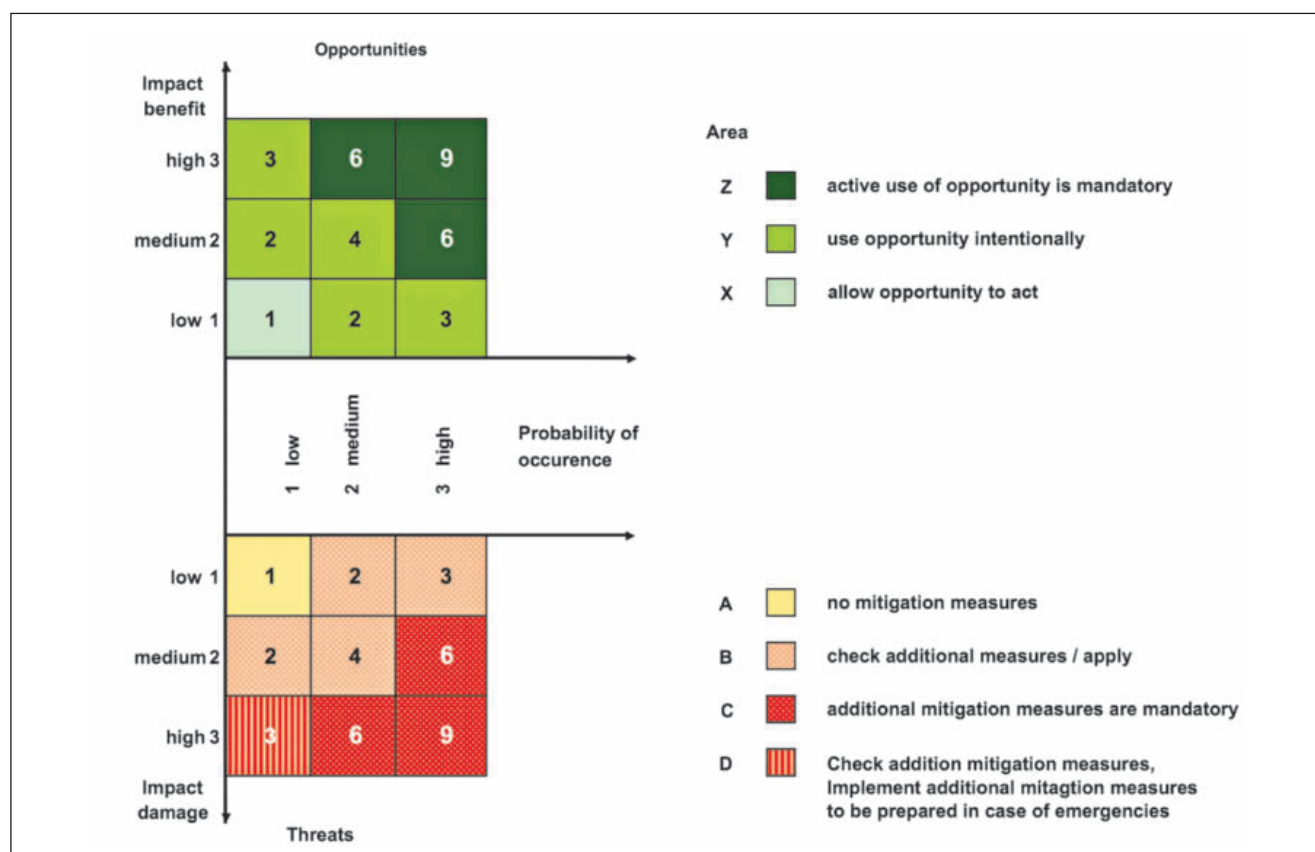 Opportunities
Impact
benefit
high 3
3
6
9
medium 2
2
4
6
low 1
1
2
3
1 low
2 medium
3 high
Probability of
occurence
low 1
1
2
3
medium 2
2
4
6
high 3
3
6
9
Impact
damage
Threats
Area
Z active use of opportunity is mandatory
Y use opportunity intentionally
X allow opportunity to act
A no mitigation measures
B check additional measures / apply
C additional mitigation measures are mandatory
D Check addition mitigation measures,
Implement additional mitagtion measures
to be prepared in case of emergencies